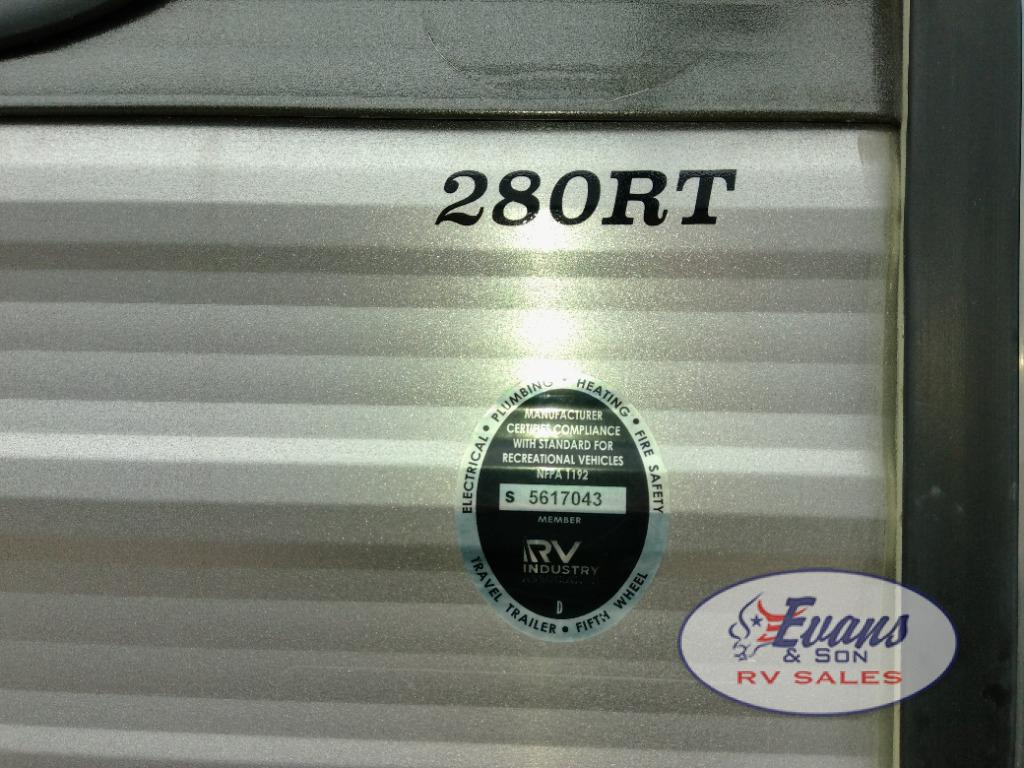 280RT
ELECTRICAL • PLUMBING • HEATING • FIRE SAFETY
MANUFACTURER
CERTIFIES COMPLIANCE
WITH STANDARD FOR
RECREATIONAL VEHICLES
NFPA 1192
S 5617043
MEMBER
RV
INDUSTRY
ASSOCIATION
D
TRAVEL TRAILER • FIFTH WHEEL
Evans
& SON
RV SALES